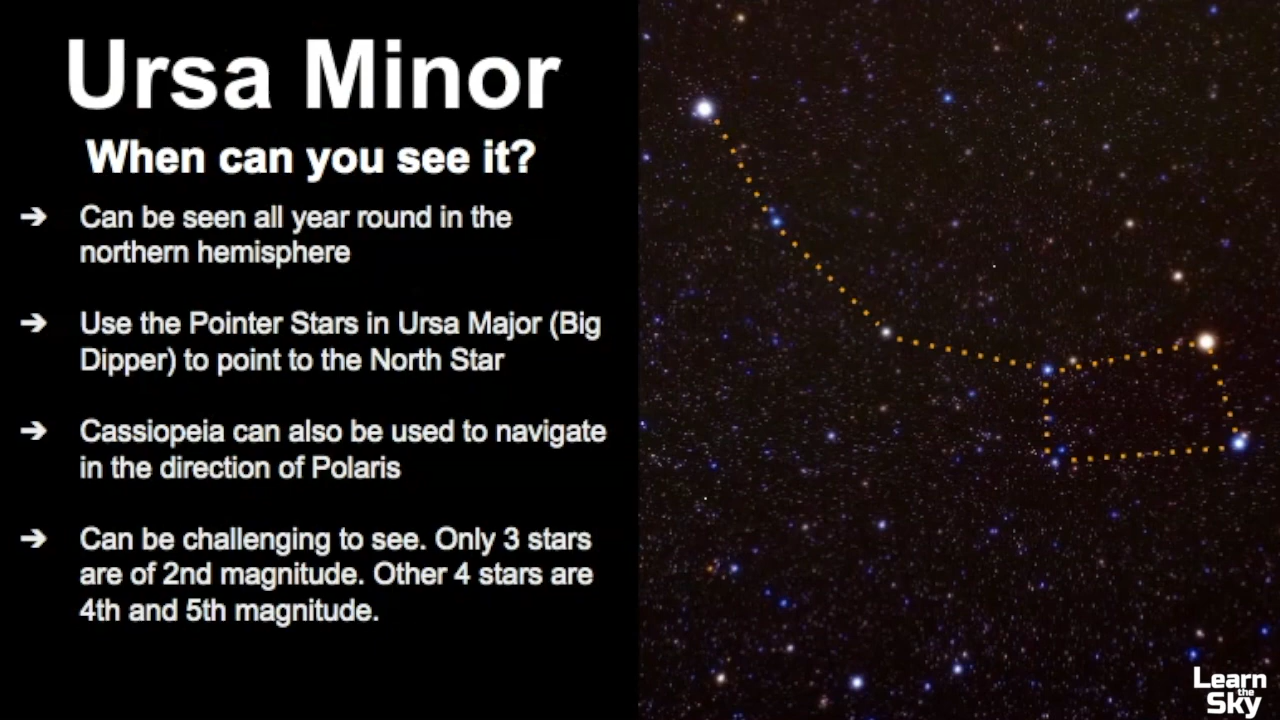 Ursa Minor
When can you see it?
➔ Can be seen all year round in the
northern hemisphere
➔ Use the Pointer Stars in Ursa Major (Big
Dipper) to point to the North Star
➔ Cassiopeia can also be used to navigate
in the direction of Polaris
➔ Can be challenging to see. Only 3 stars
are of 2nd magnitude. Other 4 stars are
4th and 5th magnitude.
Learn
the
Sky